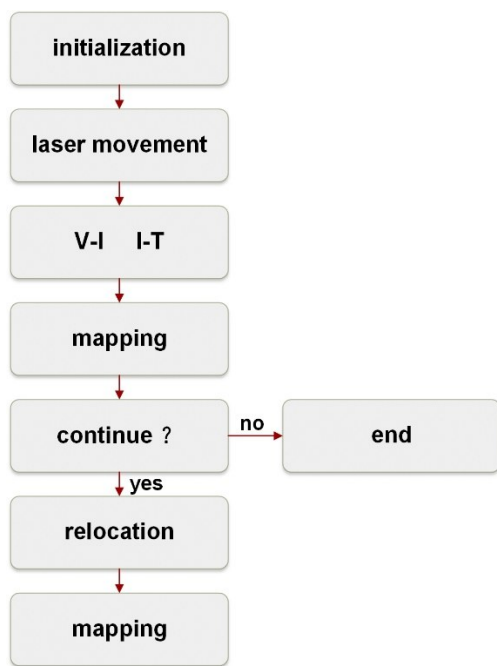 initialization
laser movement
V-I I-T
mapping
continue ?
no
end
yes
relocation
mapping